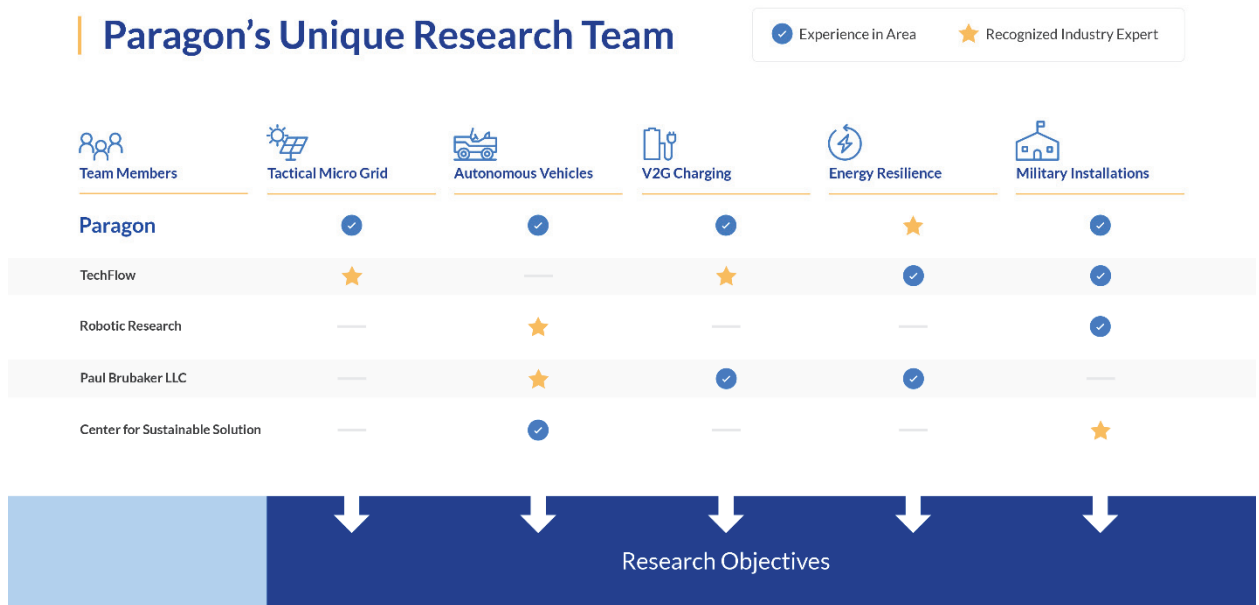 Paragon’s Unique Research Team
Experience in Area
Recognized Industry Expert
Team Members
Tactical Micro Grid
Autonomous Vehicles
V2G Charging
Energy Resilience
Military Installations
Paragon
TechFlow
Robotic Research
Paul Brubaker LLC
Center for Sustainable Solution
Research Objectives